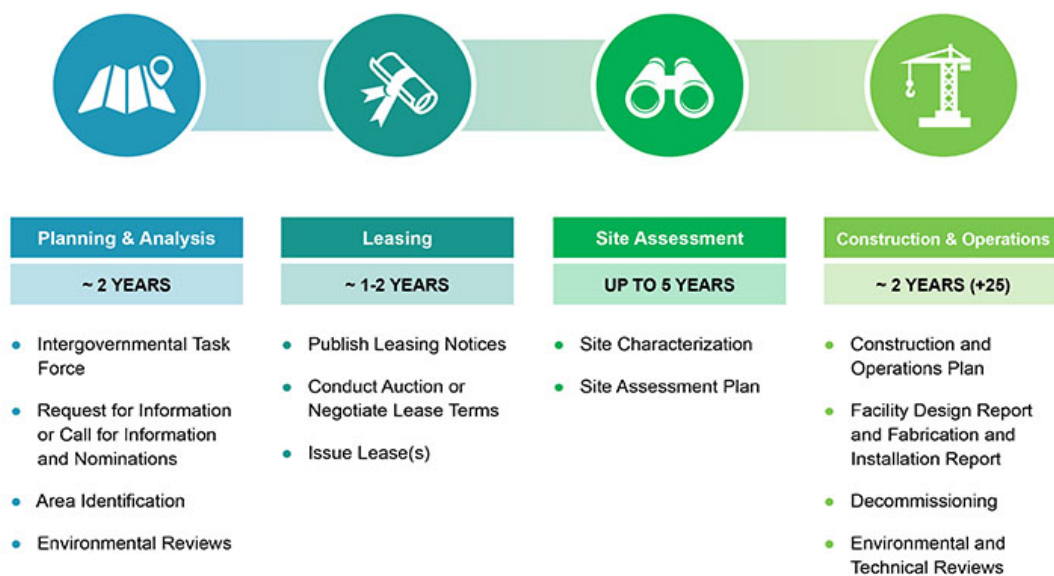 Planning & Analysis
~ 2 YEARS
Intergovernmental Task
Force
Request for Information
or Call for Information
and Nominations
Area Identification
Environmental Reviews
Leasing
~ 1-2 YEARS
Publish Leasing Notices
Conduct Auction or
Negotiate Lease Terms
Issue Lease(s)
Site Assessment
UP TO 5 YEARS
Site Characterization
Site Assessment Plan
Construction & Operations
~ 2 YEARS (+25)
Construction and
Operations Plan
Facility Design Report
and Fabrication and
Installation Report
Decommissioning
Environmental and
Technical Reviews